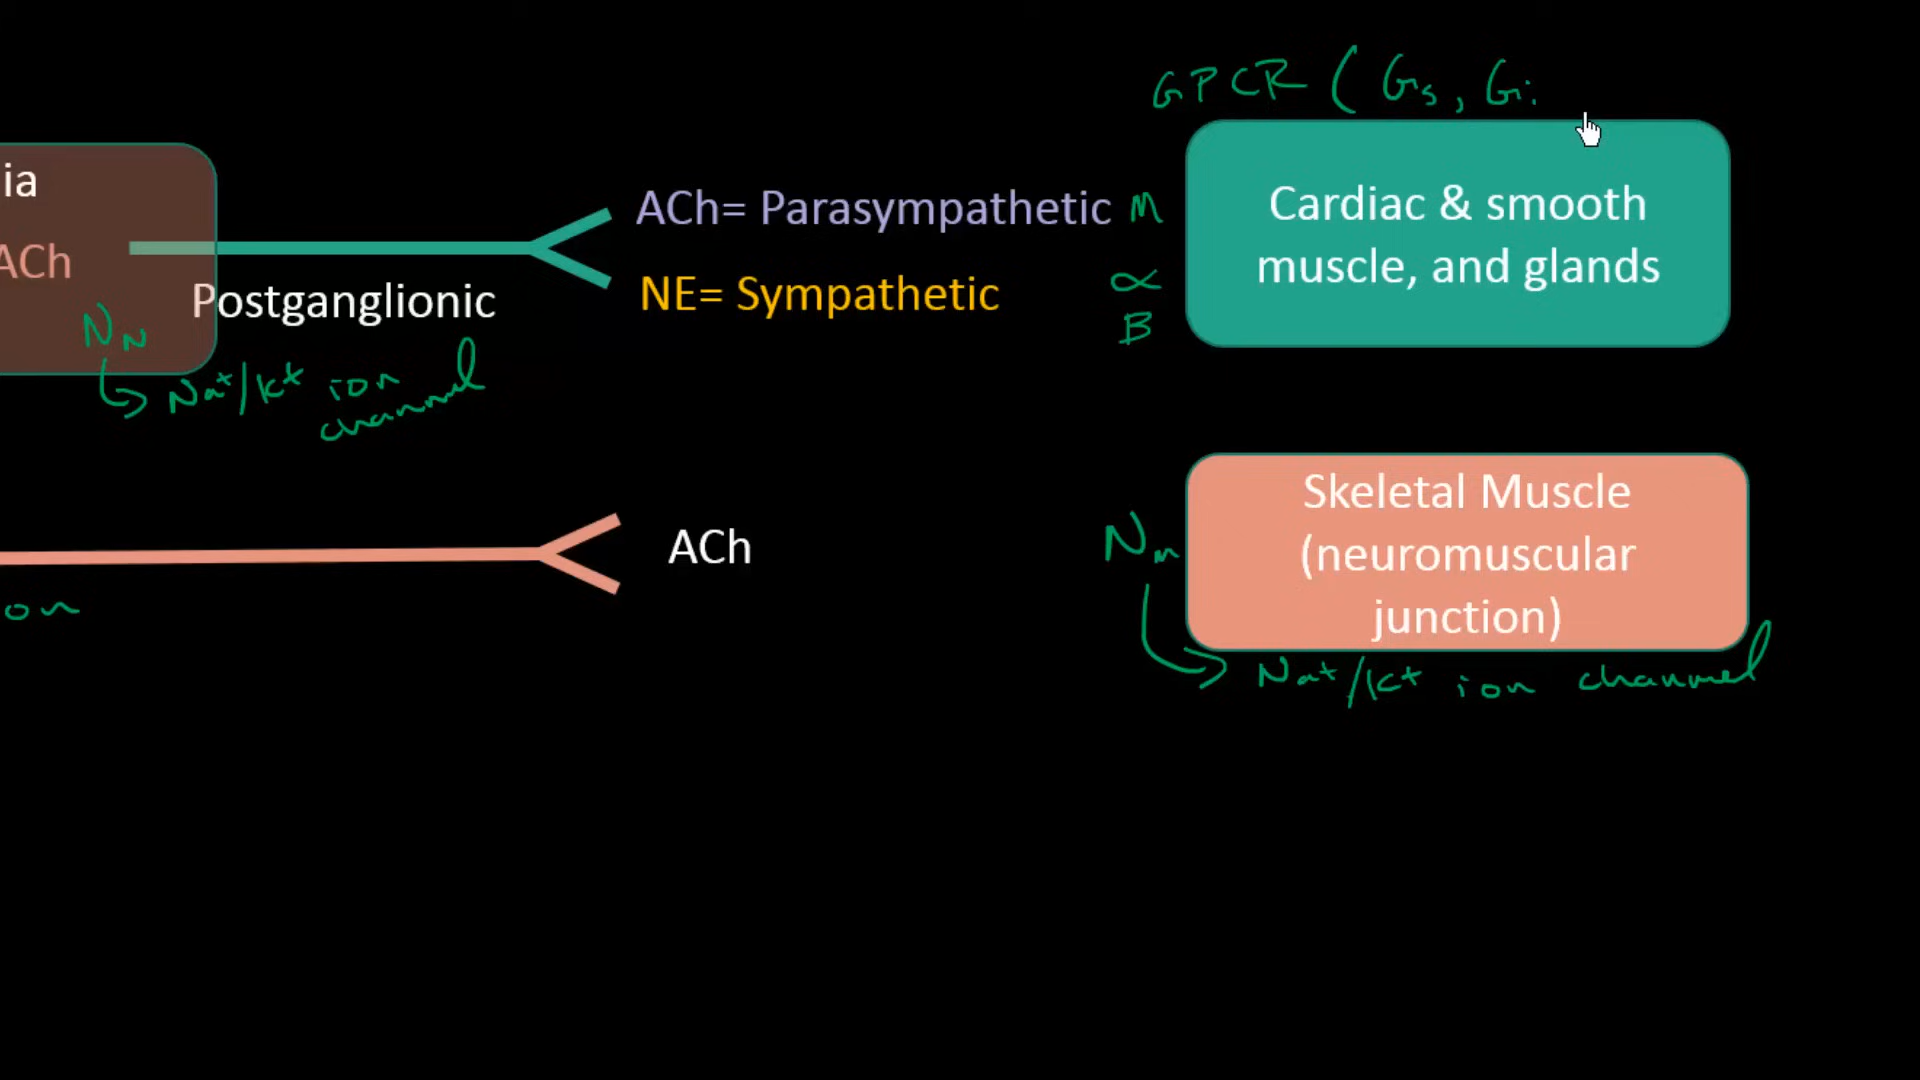 GPCR ( Gs, Gi
ia
ACh
ACh= Parasympathetic M
NE= Sympathetic
α
B
Cardiac & smooth
muscle, and glands
Postganglionic
NN
Na+/K+ ion
channel
ACh
Nm
Skeletal Muscle
(neuromuscular
junction)
on
Na+/K+ ion channel